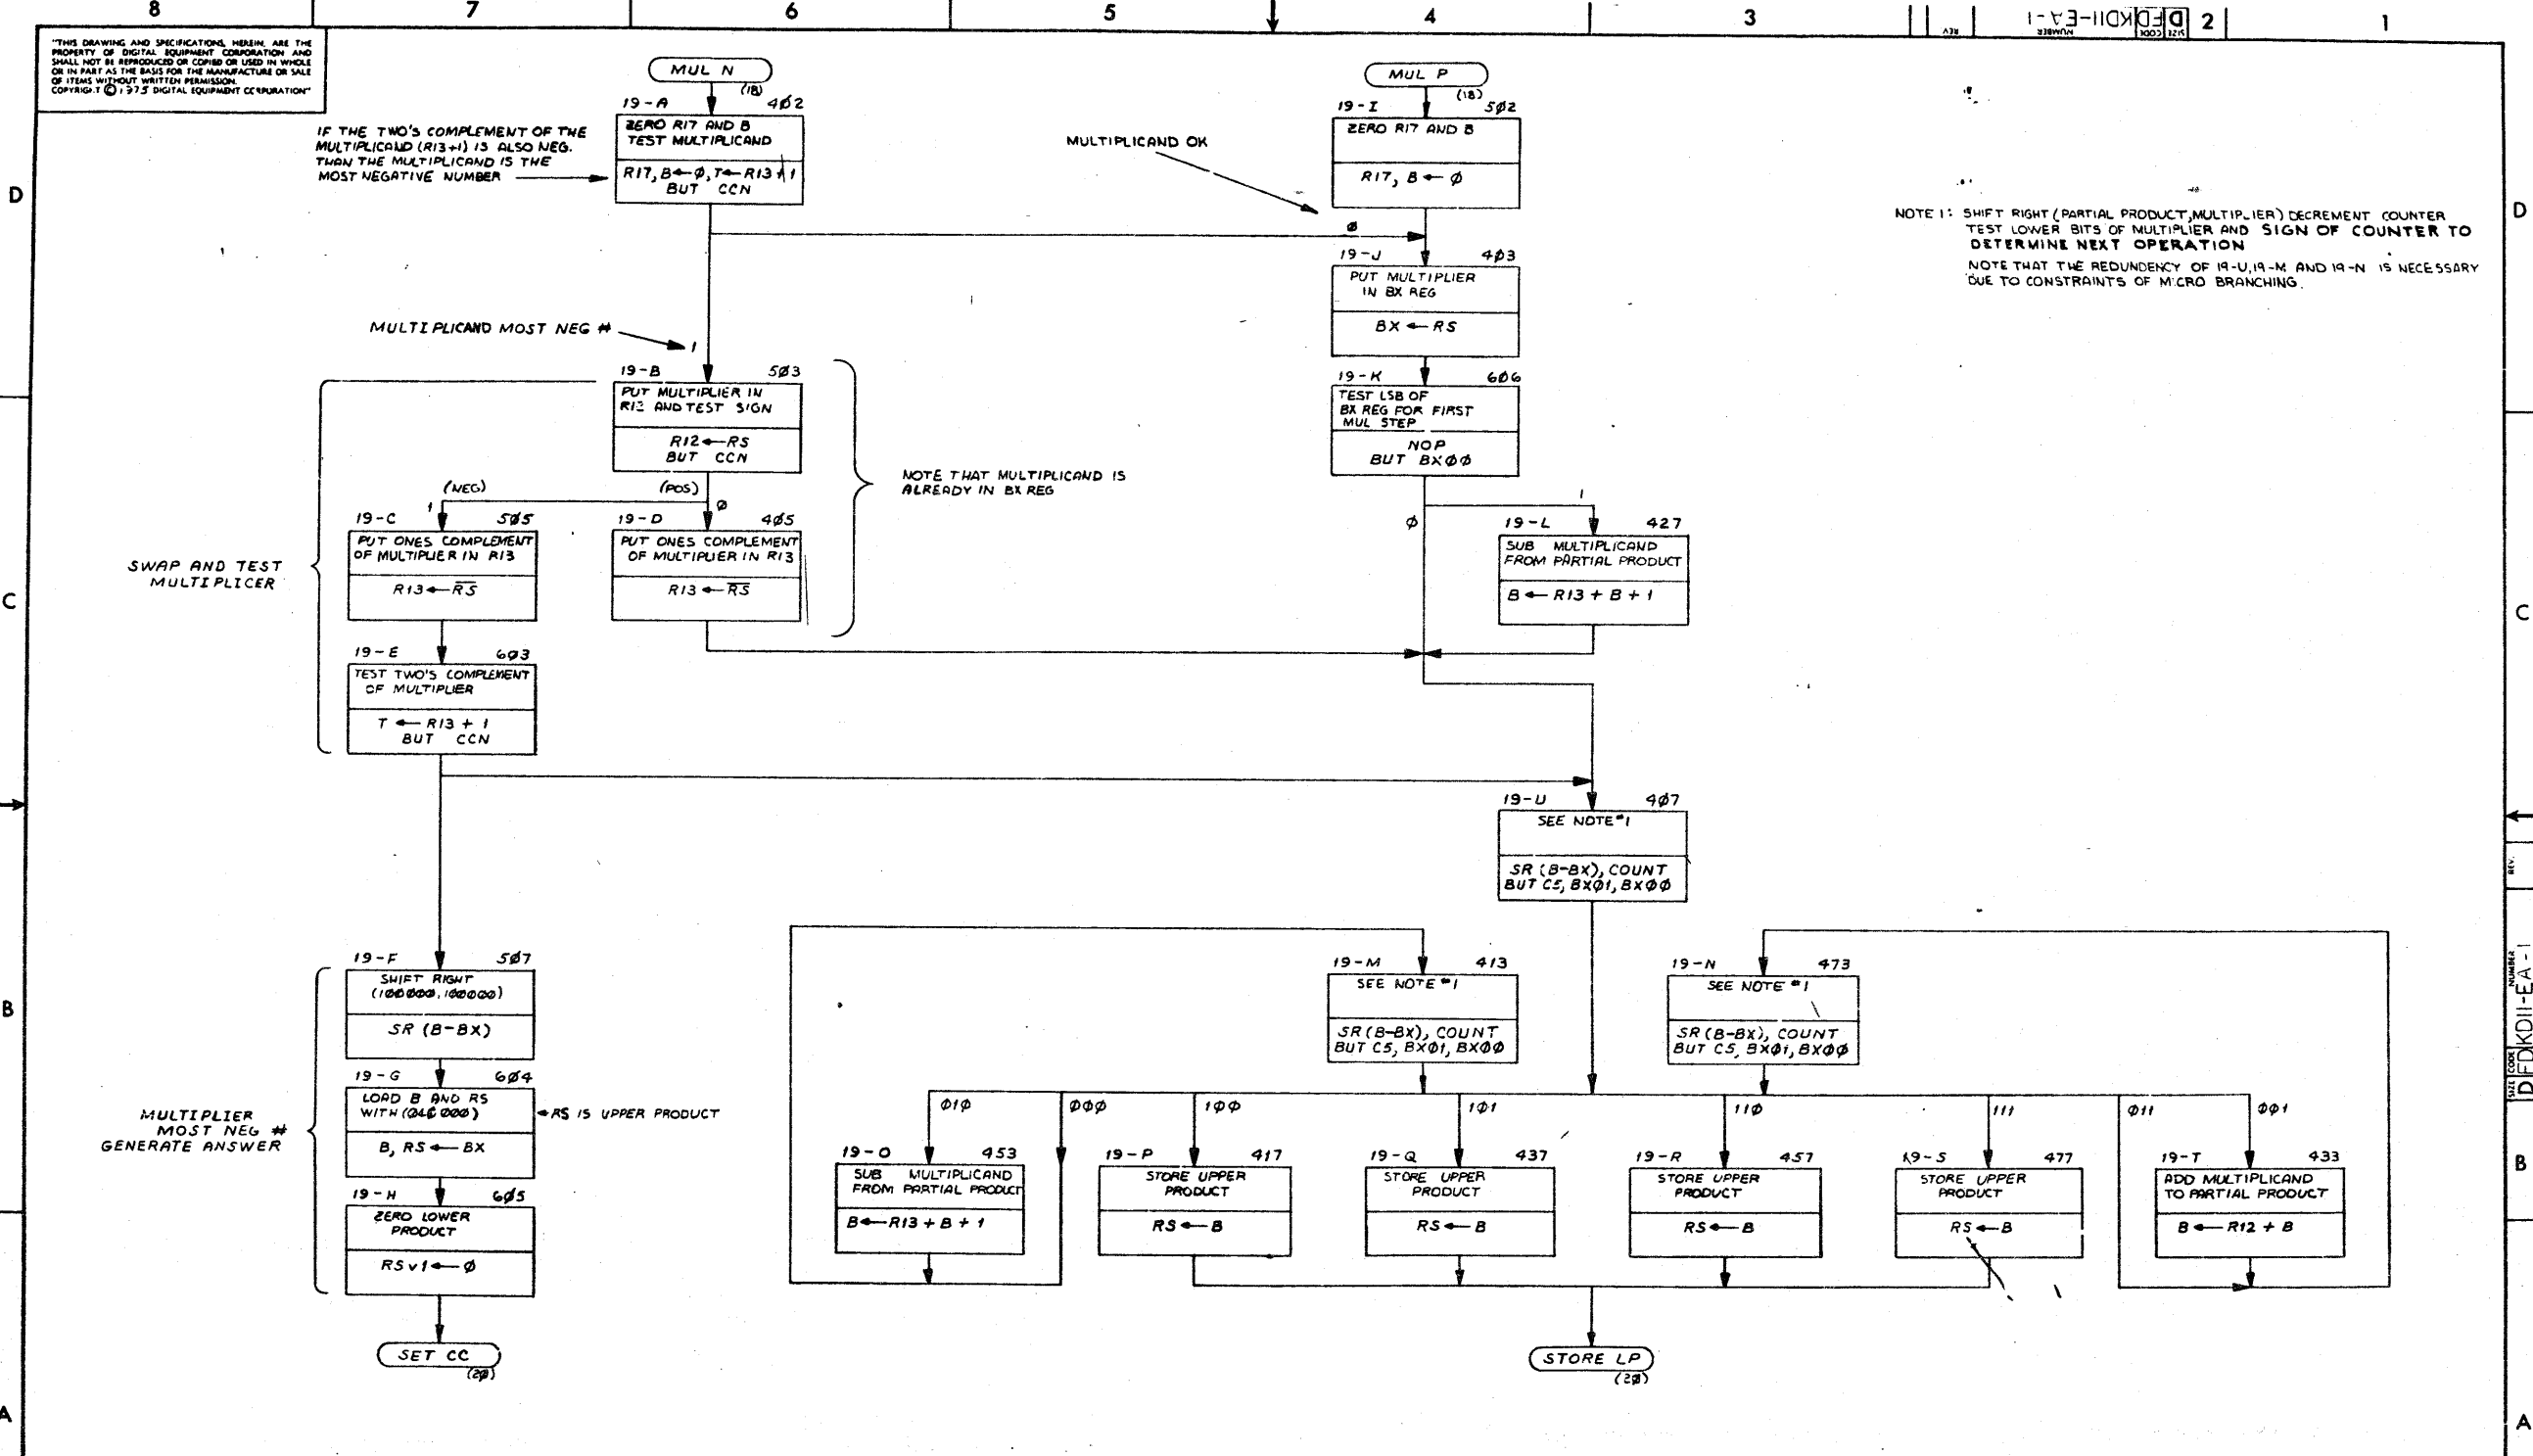 8 7 6 5 4 3 2 1
SIZE CODE NUMBER REV
D FD KD11-EA-1
"THIS DRAWING AND SPECIFICATIONS, HEREIN, ARE THE
PROPERTY OF DIGITAL EQUIPMENT CORPORATION AND
SHALL NOT BE REPRODUCED OR COPIED OR USED IN WHOLE
OR IN PART AS THE BASIS FOR THE MANUFACTURE OR SALE
OF ITEMS WITHOUT WRITTEN PERMISSION.
COPYRIGHT © 1975 DIGITAL EQUIPMENT CORPORATION"
MUL N
(18)
19-A 4Ø2
ZERO R17 AND B
TEST MULTIPLICAND
R17, B←Ø, T←R13+1
BUT CCN
IF THE TWO'S COMPLEMENT OF THE
MULTIPLICAND (R13+1) IS ALSO NEG.
THAN THE MULTIPLICAND IS THE
MOST NEGATIVE NUMBER
MULTIPLICAND OK
MUL P
(18)
19-I 5Ø2
ZERO R17 AND B
R17, B←Ø
Ø
NOTE 1: SHIFT RIGHT (PARTIAL PRODUCT, MULTIPLIER) DECREMENT COUNTER
TEST LOWER BITS OF MULTIPLIER AND SIGN OF COUNTER TO
DETERMINE NEXT OPERATION
NOTE THAT THE REDUNDENCY OF 19-U, 19-M AND 19-N IS NECESSARY
DUE TO CONSTRAINTS OF MICRO BRANCHING.
19-J 4Ø3
PUT MULTIPLIER
IN BX REG
BX←RS
MULTIPLICAND MOST NEG #
1
19-B 5Ø3
PUT MULTIPLIER IN
R12 AND TEST SIGN
R12←RS
BUT CCN
19-K 6Ø6
TEST LSB OF
BX REG FOR FIRST
MUL STEP
NOP
BUT BXØØ
NOTE THAT MULTIPLICAND IS
ALREADY IN BX REG
(NEG) (POS)
1 Ø
Ø 1
19-C 5Ø5
PUT ONES COMPLEMENT
OF MULTIPLIER IN R13
R13←R̅S̅
19-D 4Ø5
PUT ONES COMPLEMENT
OF MULTIPLIER IN R13
R13←R̅S̅
19-L 427
SUB MULTIPLICAND
FROM PARTIAL PRODUCT
B←R13 + B + 1
SWAP AND TEST
MULTIPLICER
19-E 6Ø3
TEST TWO'S COMPLEMENT
OF MULTIPLIER
T←R13 + 1
BUT CCN
19-U 4Ø7
SEE NOTE #1
SR (B-BX), COUNT
BUT C5, BXØ1, BXØØ
19-F 5Ø7
SHIFT RIGHT
(1ØØØØØ, 1ØØØØØ)
SR (B-BX)
19-M 413
SEE NOTE #1
SR (B-BX), COUNT
BUT C5, BXØ1, BXØØ
19-N 473
SEE NOTE #1
SR (B-BX), COUNT
BUT C5, BXØ1, BXØØ
19-G 6Ø4
LOAD B AND RS
WITH
B, RS←BX
←RS IS UPPER PRODUCT
MULTIPLIER
MOST NEG #
GENERATE ANSWER
19-H 6Ø5
ZERO LOWER
PRODUCT
RSv1←Ø
SET CC
(2Ø)
Ø1Ø ØØØ 1ØØ 1Ø1 11Ø 111 Ø11 ØØ1
19-O 453
SUB MULTIPLICAND
FROM PARTIAL PRODUCT
B←R13 + B + 1
19-P 417
STORE UPPER
PRODUCT
RS←B
19-Q 437
STORE UPPER
PRODUCT
RS←B
19-R 457
STORE UPPER
PRODUCT
RS←B
19-S 477
STORE UPPER
PRODUCT
RS←B
19-T 433
ADD MULTIPLICAND
TO PARTIAL PRODUCT
B←R12 + B
STORE LP
(2Ø)
D
C
B
A
D
C
B
A
REV.
SIZE CODE NUMBER
D FD KD11-EA-1